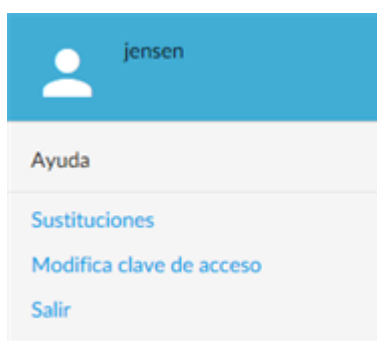 jensen
Ayuda
Sustituciones
Modifica clave de acceso
Salir